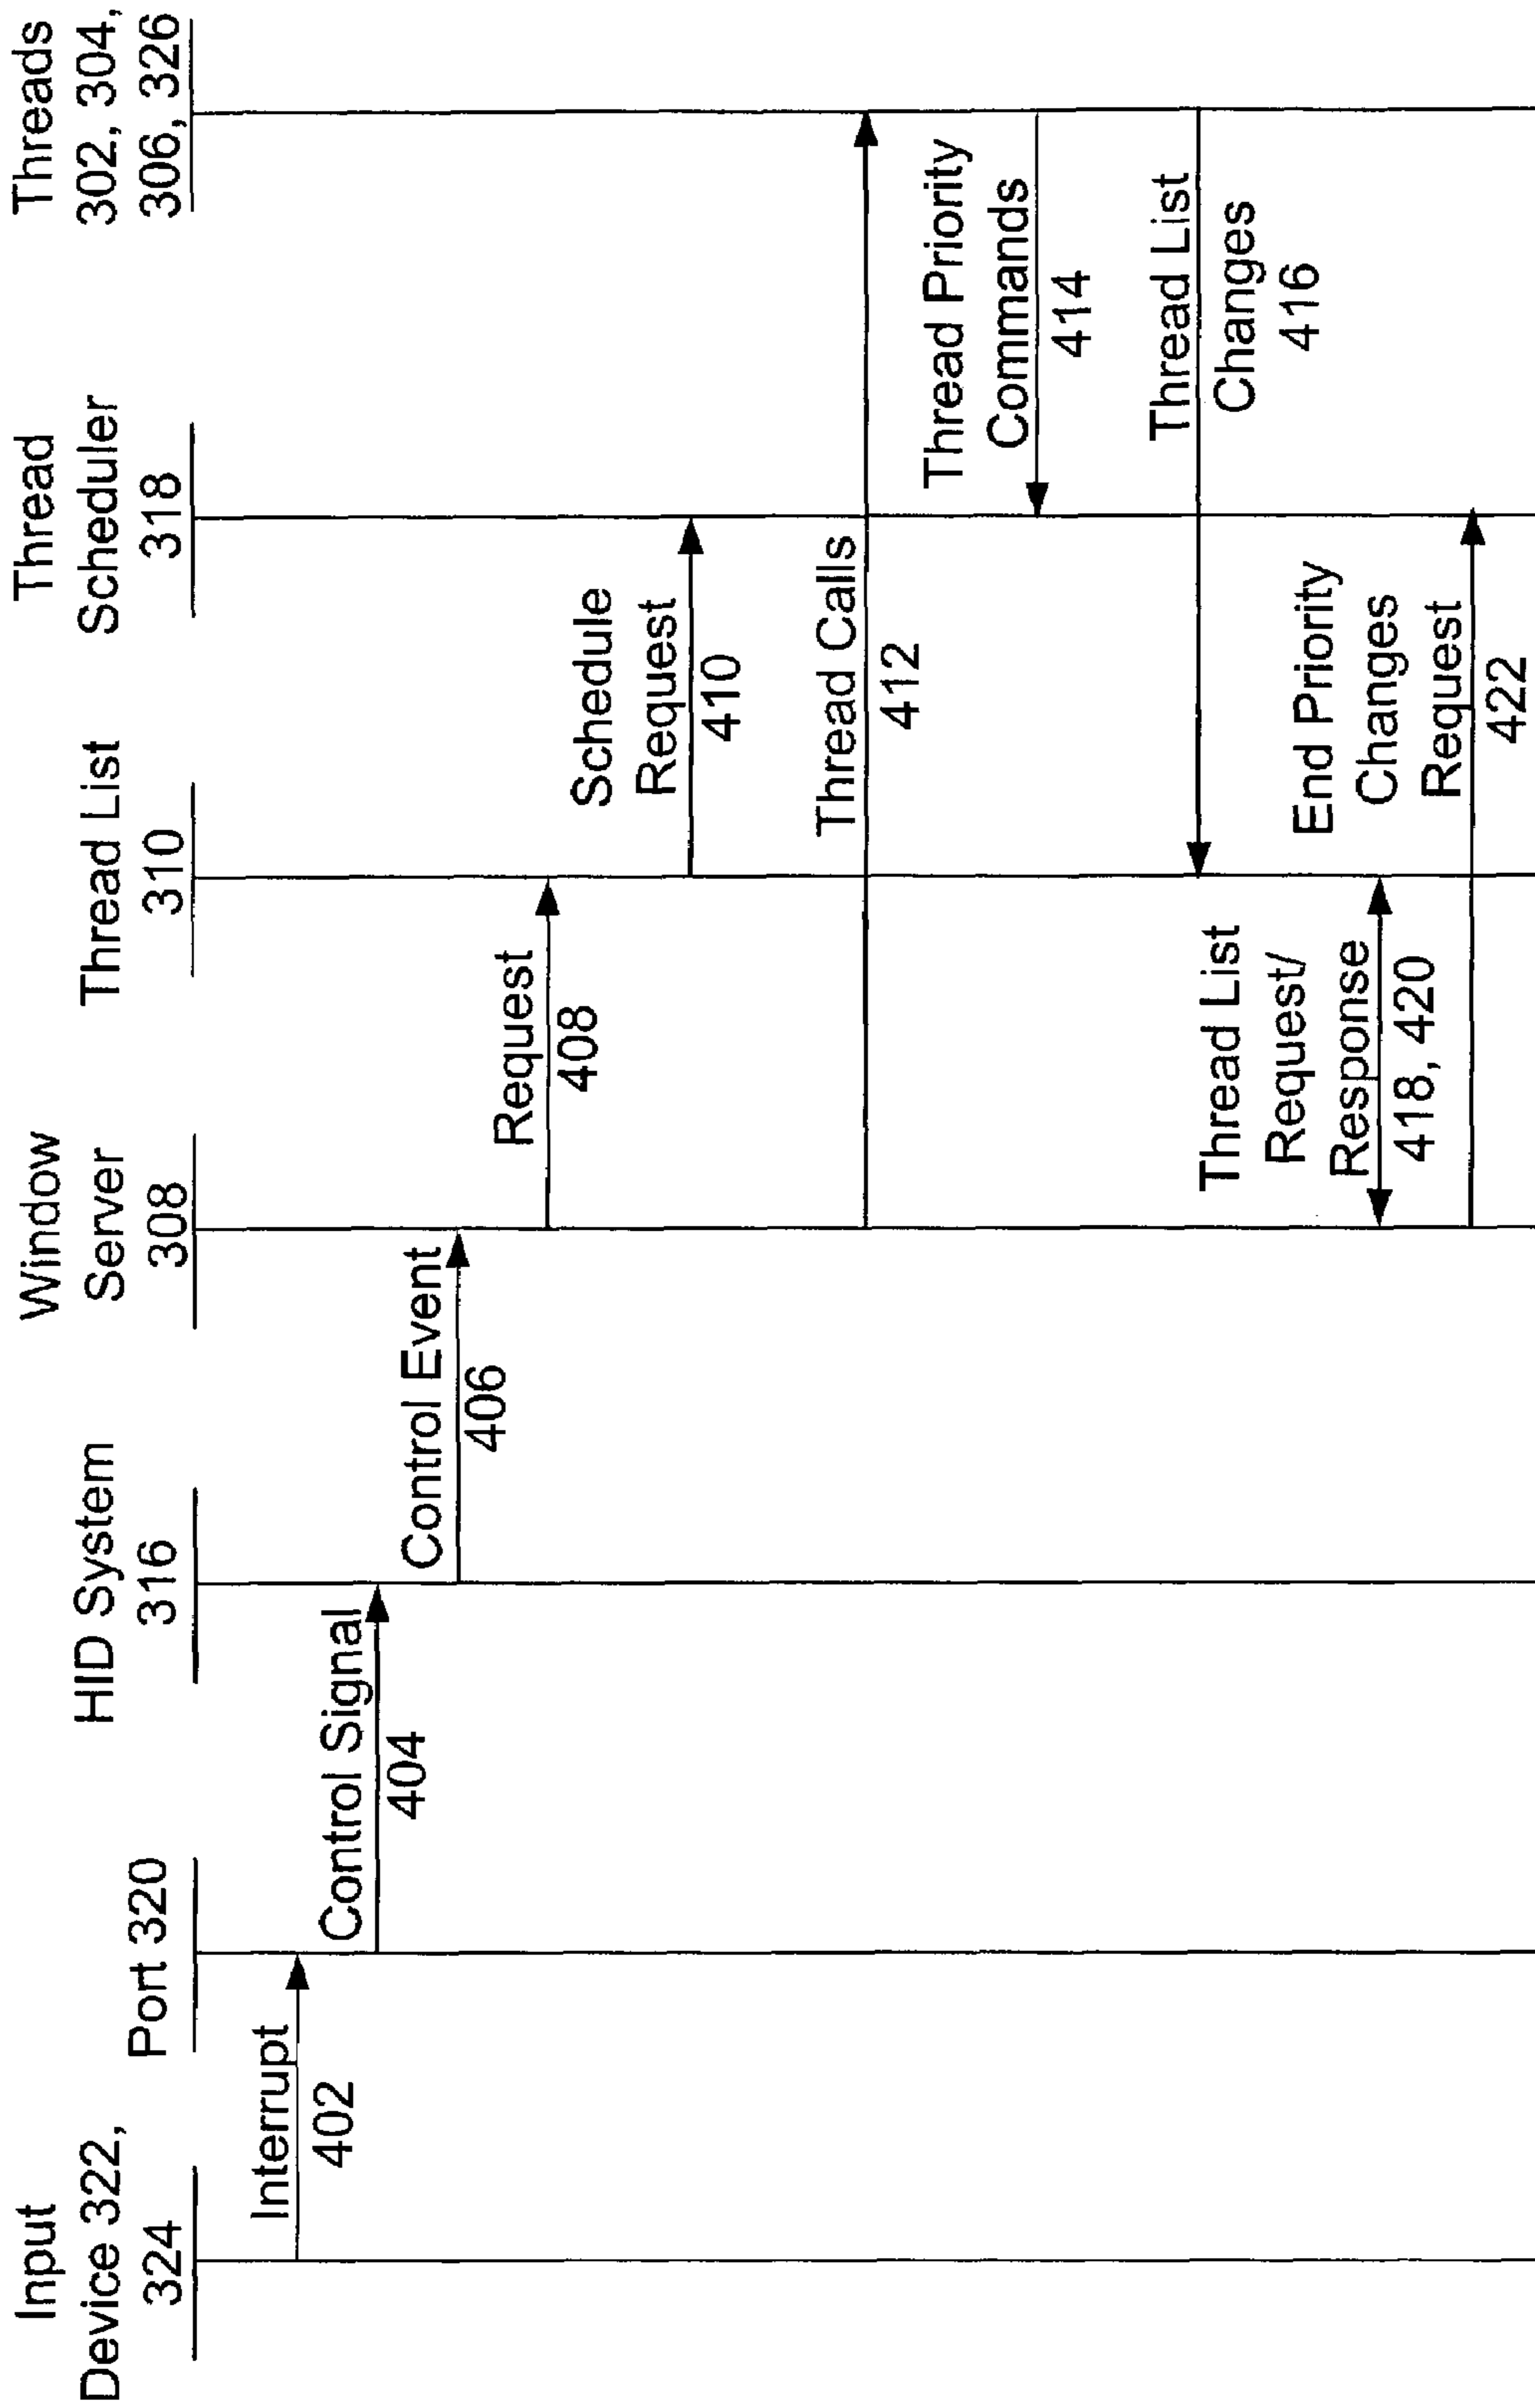 Input
Device 322,
324
Port 320
HID System
316
Window
Server
308
Thread List
310
Thread
Scheduler
318
Threads
302, 304,
306, 326
Interrupt
402
Control Signal
404
Control Event
406
Request
408
Schedule
Request
410
Thread Calls
412
Thread Priority
Commands
414
Thread List
Changes
416
Thread List
Request/
Response
418, 420
End Priority
Changes
Request
422